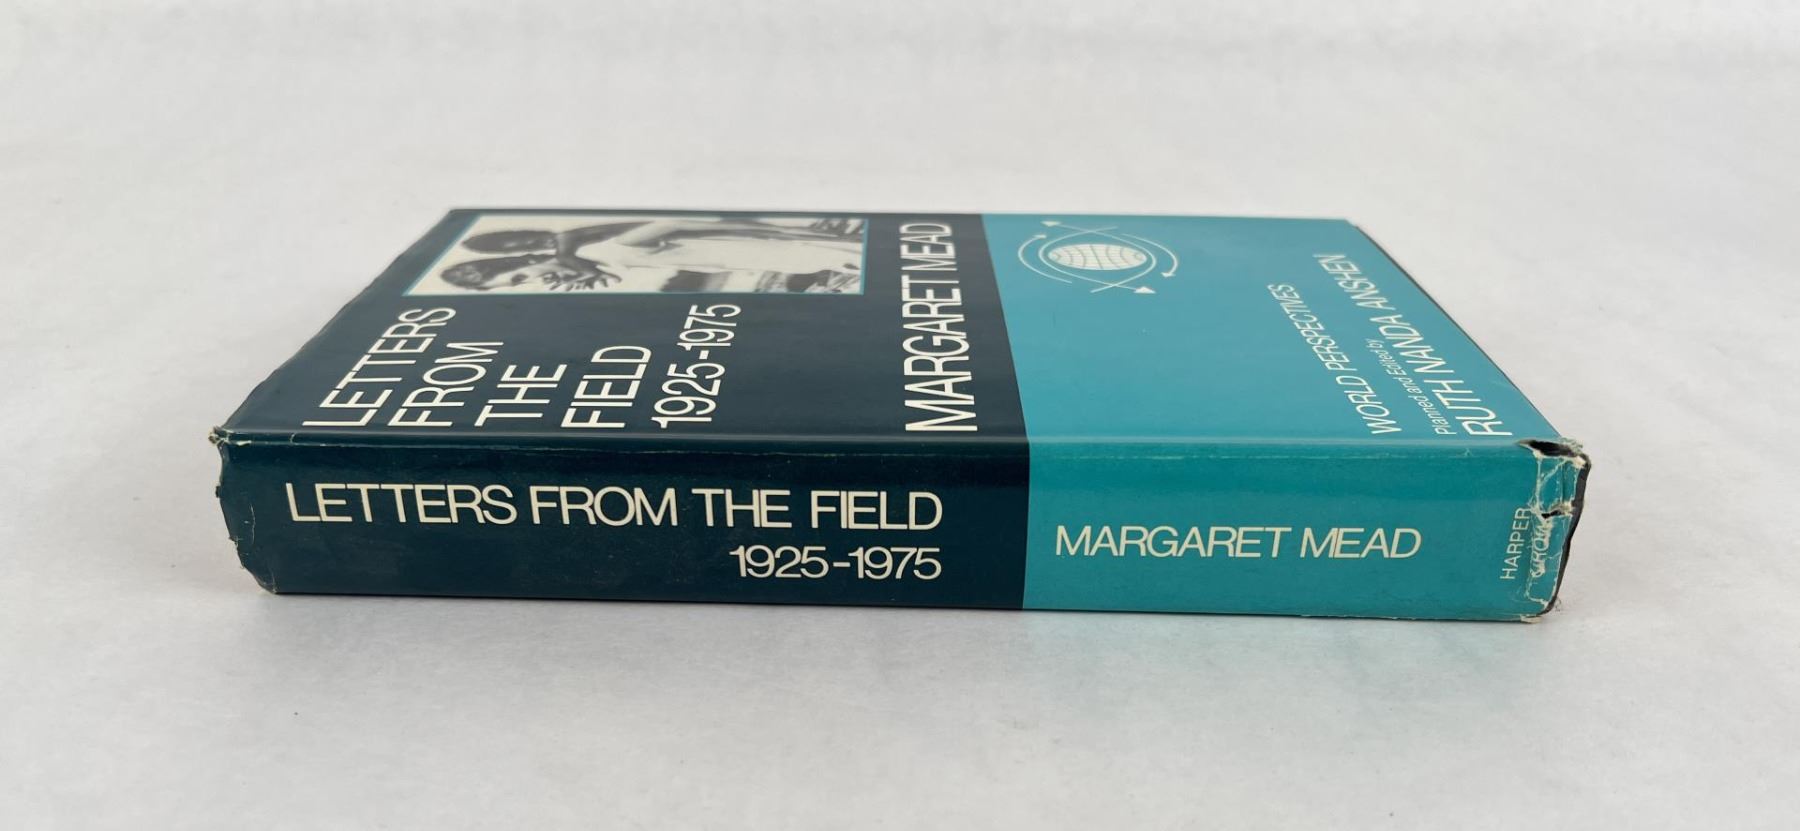 LETTERS
FROM
THE
FIELD
1925-1975
MARGARET MEAD
WORLD PERSPECTIVES
Planned and Edited by
RUTH NANDA ANSHEN
LETTERS FROM THE FIELD
1925-1975
MARGARET MEAD
HARPER